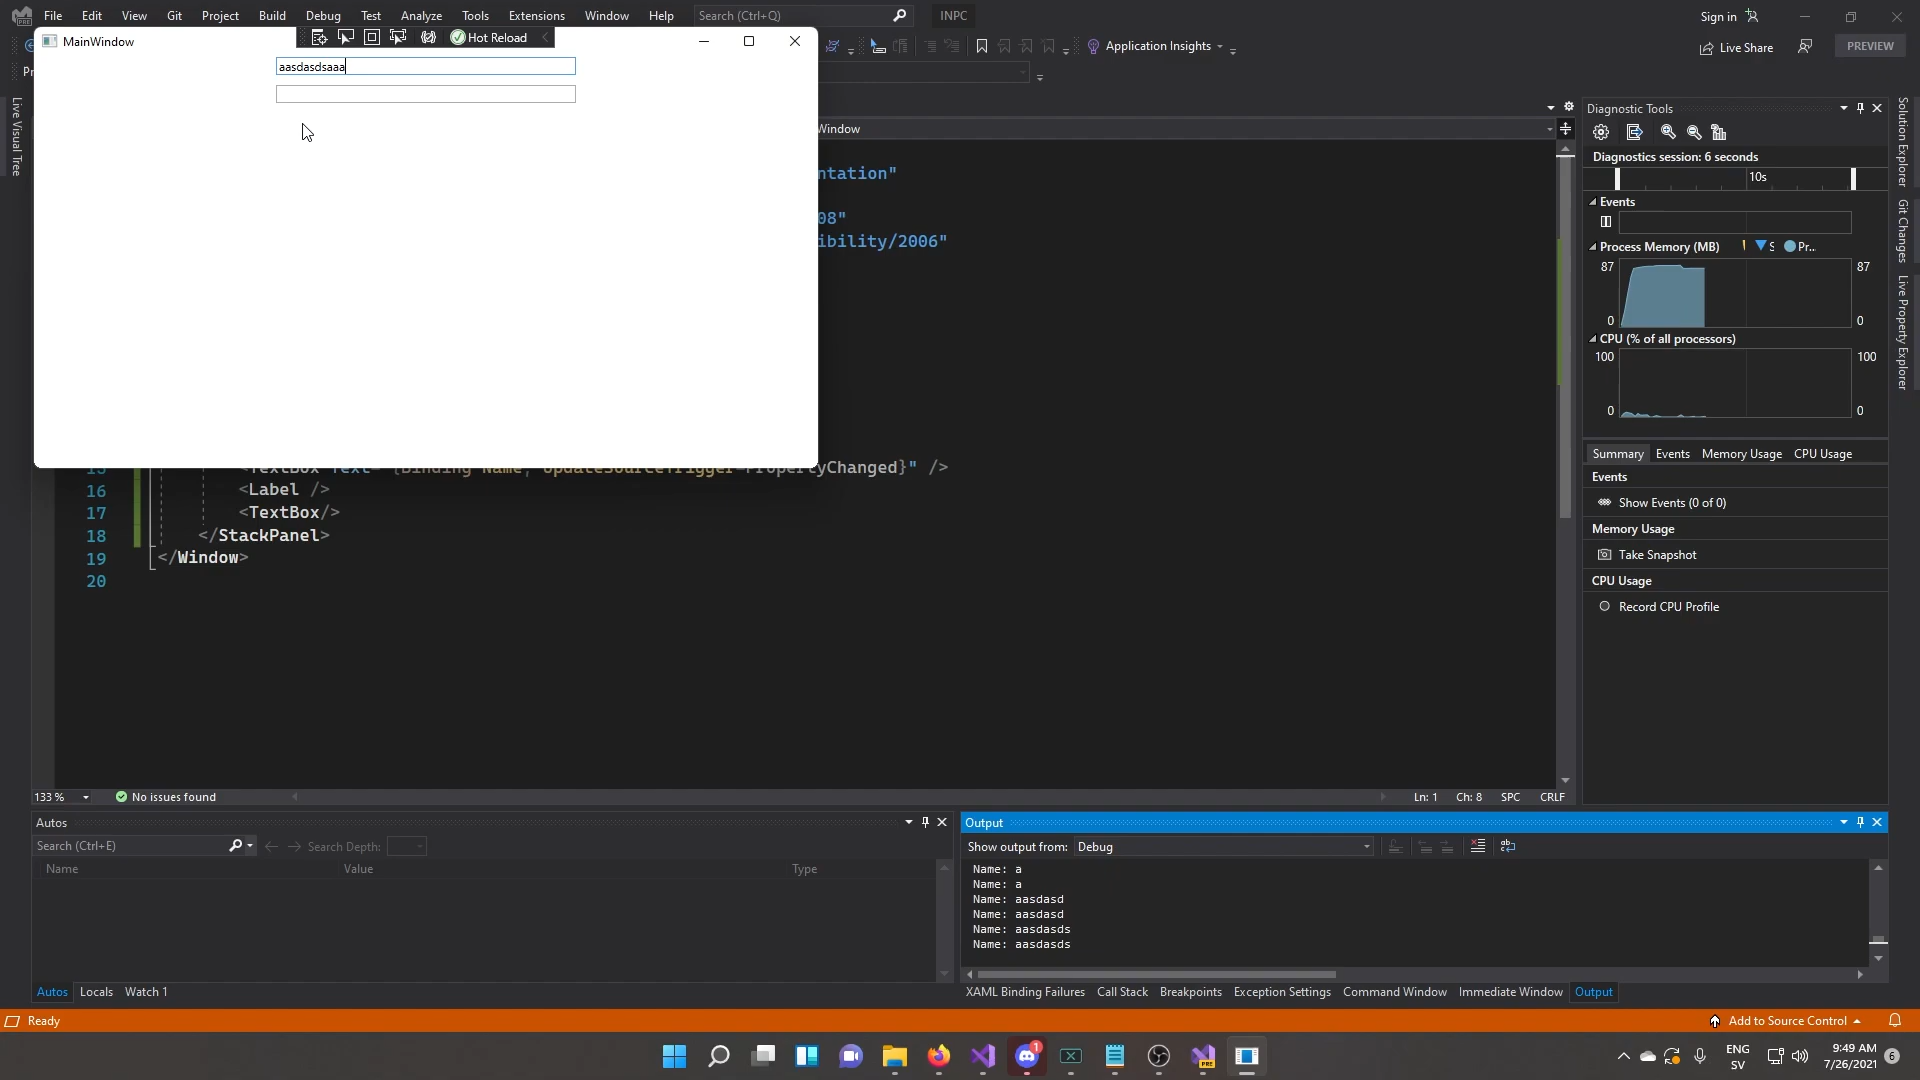 File Edit View Git Project Build Debug Test Analyze Tools Extensions Window Help Search (Ctrl+Q) INPC Sign in
MainWindow Hot Reload Application Insights Live Share PREVIEW
aasdasdsaaa
Live Visual Tree
Window
ntation"
08"
ibility/2006"
16 <Label />
17 <TextBox/>
18 </StackPanel>
19 </Window>
20
133 % No issues found Ln: 1 Ch: 8 SPC CRLF
Diagnostic Tools
Diagnostics session: 6 seconds
10s
Events
Process Memory (MB) S Pr...
87 87
0 0
CPU (% of all processors)
100 100
0 0
Summary Events Memory Usage CPU Usage
Events
Show Events (0 of 0)
Memory Usage
Take Snapshot
CPU Usage
Record CPU Profile
Solution Explorer
Git Changes
Live Property Explorer
Autos
Search (Ctrl+E) Search Depth:
Name Value Type
Autos Locals Watch 1
Output
Show output from: Debug
Name: a
Name: a
Name: aasdasd
Name: aasdasd
Name: aasdasds
Name: aasdasds
XAML Binding Failures Call Stack Breakpoints Exception Settings Command Window Immediate Window Output
Ready Add to Source Control
1
PRE
ENG
SV
9:49 AM
7/26/2021
6